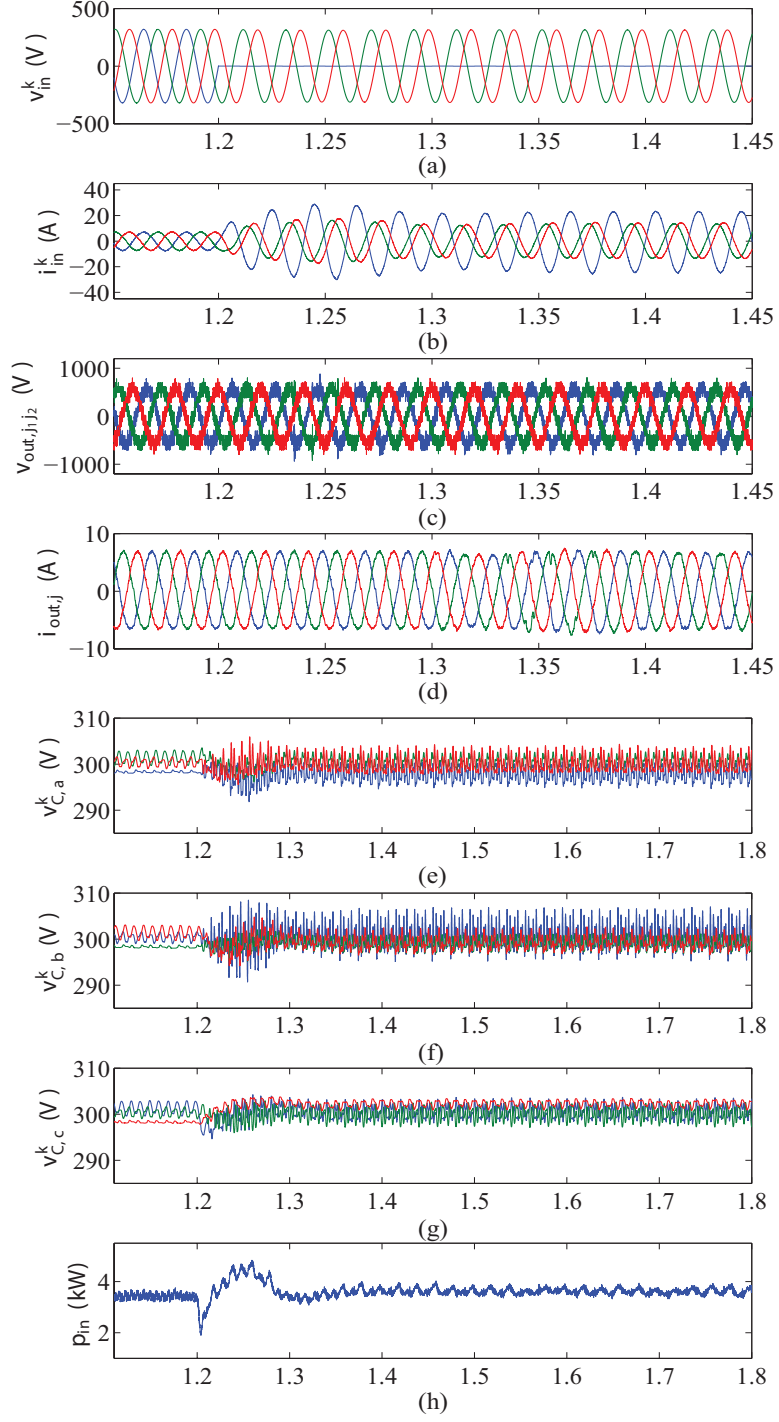 500
0
−500
v_in^k (V)
1.2 1.25 1.3 1.35 1.4 1.45
(a)
40
20
0
−20
−40
i_in^k (A )
1.2 1.25 1.3 1.35 1.4 1.45
(b)
1000
0
−1000
v_out,j₁j₂ (V)
1.2 1.25 1.3 1.35 1.4 1.45
(c)
10
0
−10
i_out,j (A)
1.2 1.25 1.3 1.35 1.4 1.45
(d)
310
300
290
v_C,a^k (V)
1.2 1.3 1.4 1.5 1.6 1.7 1.8
(e)
310
300
290
v_C,b^k (V)
1.2 1.3 1.4 1.5 1.6 1.7 1.8
(f)
310
300
290
v_C,c^k (V)
1.2 1.3 1.4 1.5 1.6 1.7 1.8
(g)
4
2
p_in (kW)
1.2 1.3 1.4 1.5 1.6 1.7 1.8
(h)